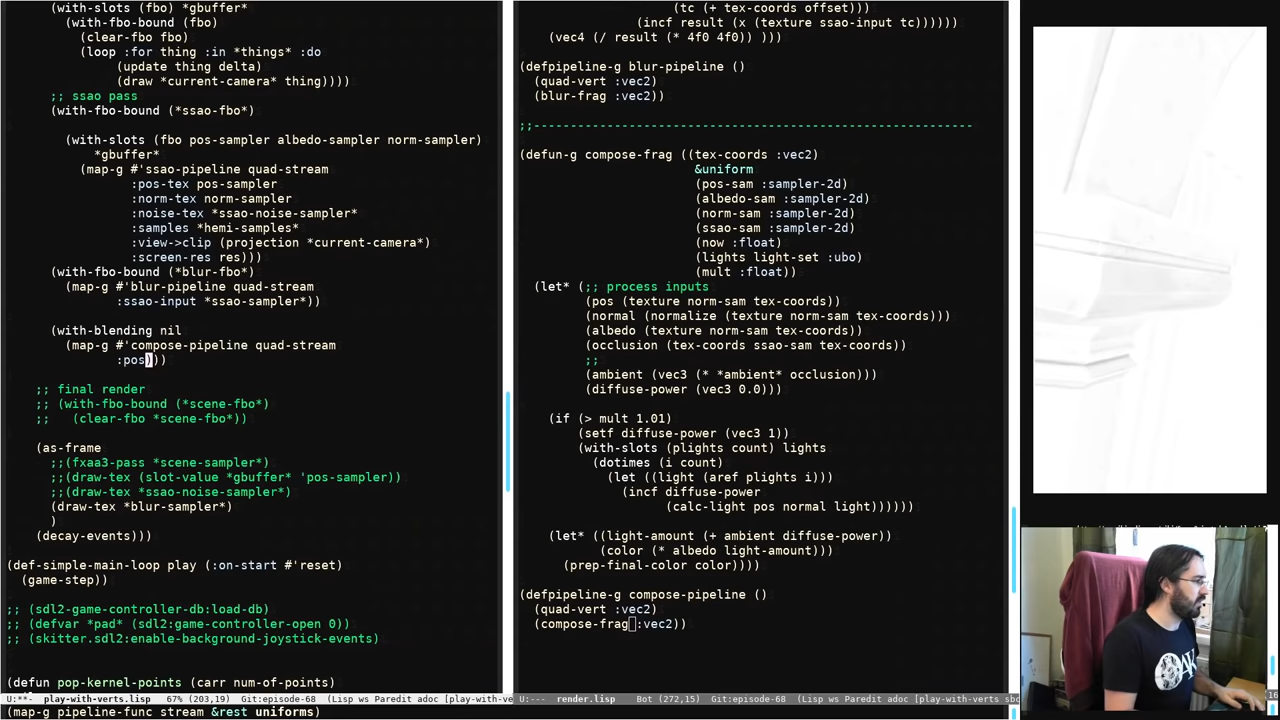 (with-slots (fbo) *gbuffer*
(with-fbo-bound (fbo)
(clear-fbo fbo)
(loop :for thing :in *things* :do
(update thing delta)
(draw *current-camera* thing))))
;; ssao pass
(with-fbo-bound (*ssao-fbo*)
(with-slots (fbo pos-sampler albedo-sampler norm-sampler)
*gbuffer*
(map-g #'ssao-pipeline quad-stream
:pos-tex pos-sampler
:norm-tex norm-sampler
:noise-tex *ssao-noise-sampler*
:samples *hemi-samples*
:view->clip (projection *current-camera*)
:screen-res res)))
(with-fbo-bound (*blur-fbo*)
(map-g #'blur-pipeline quad-stream
:ssao-input *ssao-sampler*))
(with-blending nil
(map-g #'compose-pipeline quad-stream
:pos)))
;; final render
;; (with-fbo-bound (*scene-fbo*)
;;   (clear-fbo *scene-fbo*))
(as-frame
;;(fxaa3-pass *scene-sampler*)
;;(draw-tex (slot-value *gbuffer* 'pos-sampler))
;;(draw-tex *ssao-noise-sampler*)
(draw-tex *blur-sampler*)
)
(decay-events)))
(def-simple-main-loop play (:on-start #'reset)
(game-step))
;; (sdl2-game-controller-db:load-db)
;; (defvar *pad* (sdl2:game-controller-open 0))
;; (skitter.sdl2:enable-background-joystick-events)
(defun pop-kernel-points (carr num-of-points)
U:**-  play-with-verts.lisp   67% (203,19)  Git:episode-68  (Lisp ws Paredit adoc [play-with-ve
(map-g pipeline-func stream &rest uniforms)
(tc (+ tex-coords offset)))
(incf result (x (texture ssao-input tc))))))
(vec4 (/ result (* 4f0 4f0)) )))
(defpipeline-g blur-pipeline ()
(quad-vert :vec2)
(blur-frag :vec2))
;;------------------------------------------------------------
(defun-g compose-frag ((tex-coords :vec2)
&uniform
(pos-sam :sampler-2d)
(albedo-sam :sampler-2d)
(norm-sam :sampler-2d)
(ssao-sam :sampler-2d)
(now :float)
(lights light-set :ubo)
(mult :float))
(let* (;; process inputs
(pos (texture norm-sam tex-coords))
(normal (normalize (texture norm-sam tex-coords)))
(albedo (texture norm-sam tex-coords))
(occlusion (tex-coords ssao-sam tex-coords))
;;
(ambient (vec3 (* *ambient* occlusion)))
(diffuse-power (vec3 0.0)))
(if (> mult 1.01)
(setf diffuse-power (vec3 1))
(with-slots (plights count) lights
(dotimes (i count)
(let ((light (aref plights i)))
(incf diffuse-power
(calc-light pos normal light))))))
(let* ((light-amount (+ ambient diffuse-power))
(color (* albedo light-amount)))
(prep-final-color color))))
(defpipeline-g compose-pipeline ()
(quad-vert :vec2)
(compose-frag :vec2))
U:---  render.lisp   Bot (272,15)  Git:episode-68  (Lisp ws Paredit adoc [play-with-verts sbc